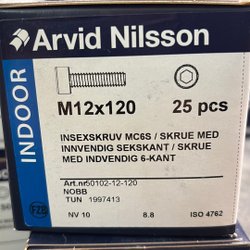 Arvid Nilsson
INDOOR
M12x120 25 pcs
INSEXSKRUV MC6S / SKRUE MED
INNVENDIG SEKSKANT / SKRUE
MED INDVENDIG 6-KANT
Art.nr50102-12-120
NOBB
TUN 1997413
FZB
NV 10 8.8 ISO 4762